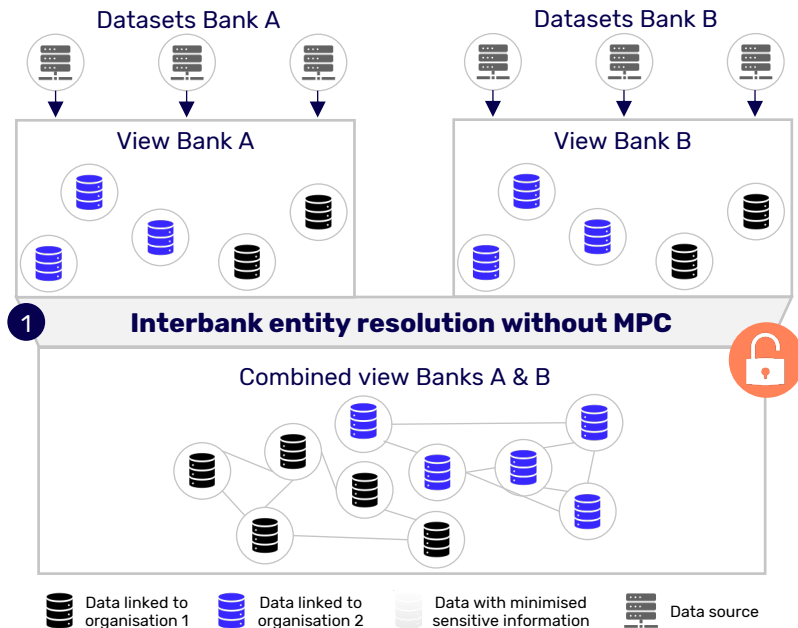 Datasets Bank A
Datasets Bank B
View Bank A
View Bank B
1
Interbank entity resolution without MPC
Combined view Banks A & B
Data linked to
organisation 1
Data linked to
organisation 2
Data with minimised
sensitive information
Data source